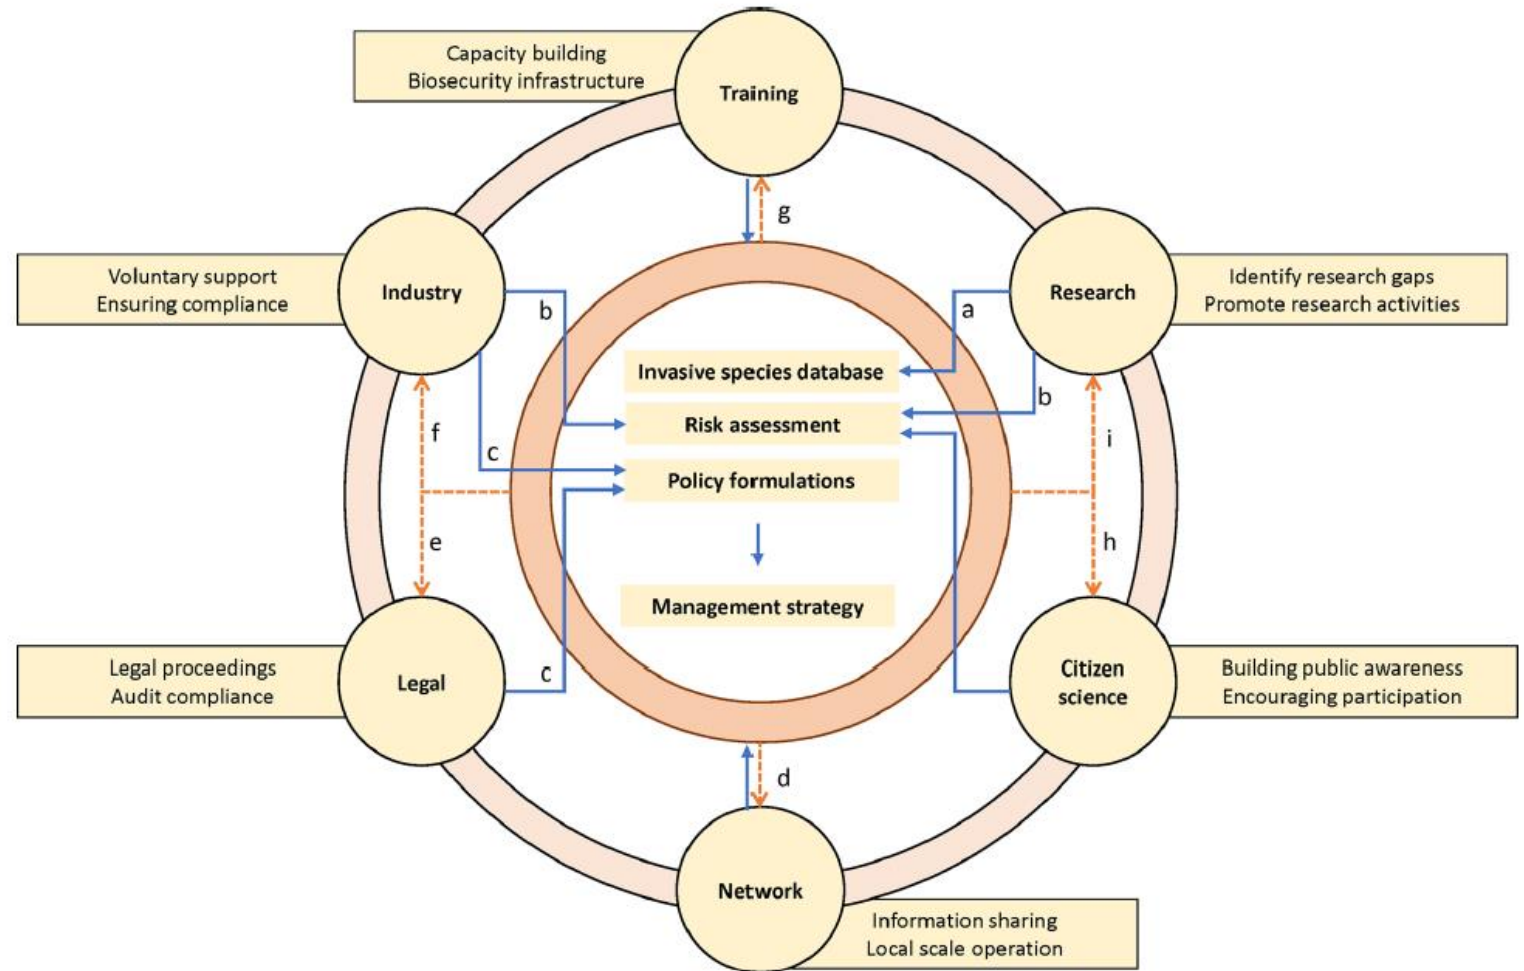 Capacity building
Biosecurity infrastructure
Training
g
Voluntary support
Ensuring compliance
Industry
b
a
Research
Identify research gaps
Promote research activities
Invasive species database
b
Risk assessment
f
c
i
Policy formulations
e
h
Management strategy
Legal proceedings
Audit compliance
Legal
c
Citizen
science
Building public awareness
Encouraging participation
d
Network
Information sharing
Local scale operation